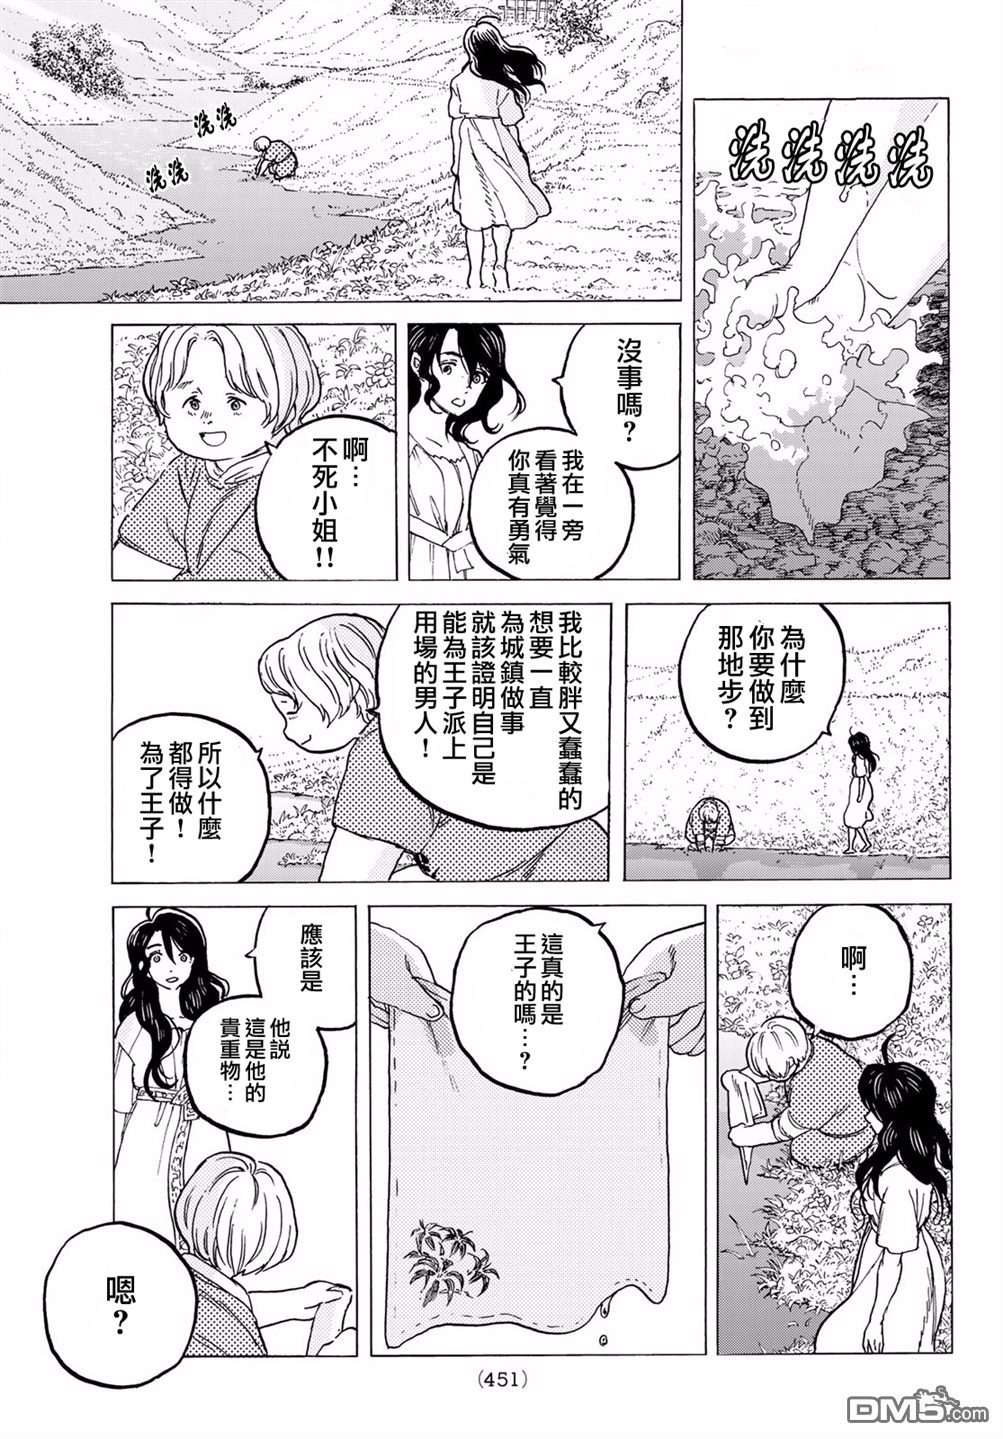 洗洗洗洗
洗洗
洗洗
沒事嗎?
我在一旁
看著覺得
你真有勇氣
啊…
不死小姐!!
為什麼
你要做到
那地步?
我比較胖又蠢蠢的
想要一直
為城鎮做事
就該證明自己是
能為王子派上
用場的男人!
所以什麼
都得做!
為了王子!
啊…
這真的是
王子的嗎…?
應該是
他說
這是他的
貴重物…
嗯?
(451)
DM5.com